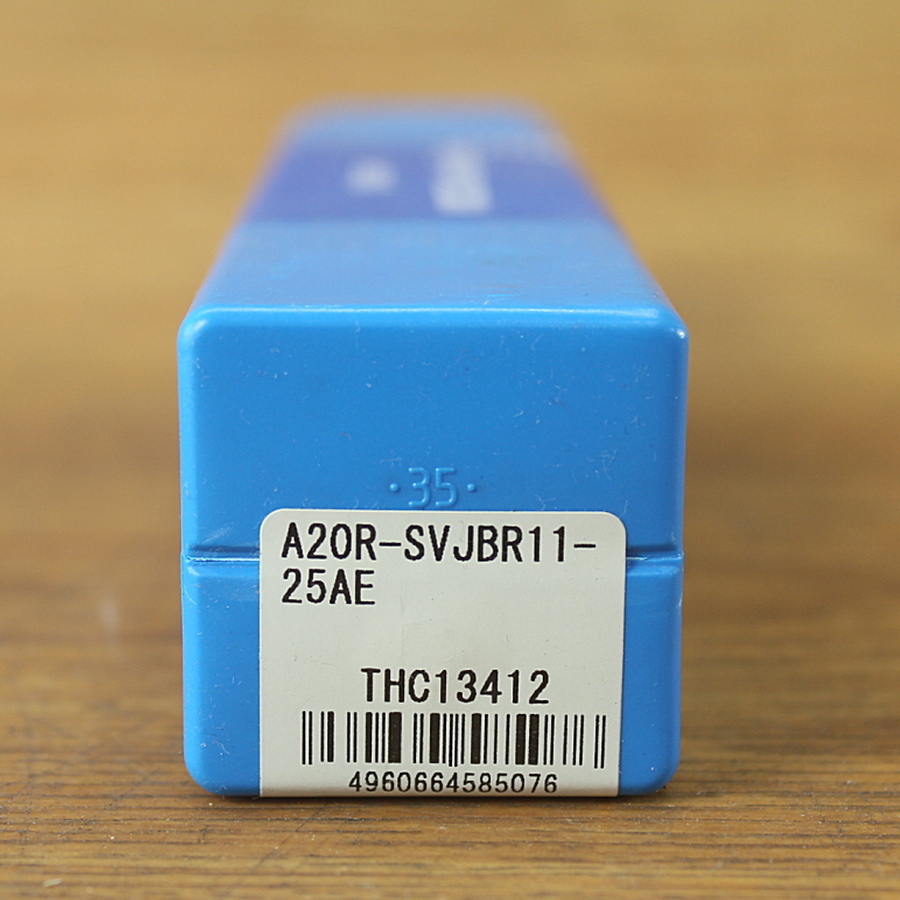 ·35·
A20R-SVJBR11-
25AE
THC13412
4960664585076